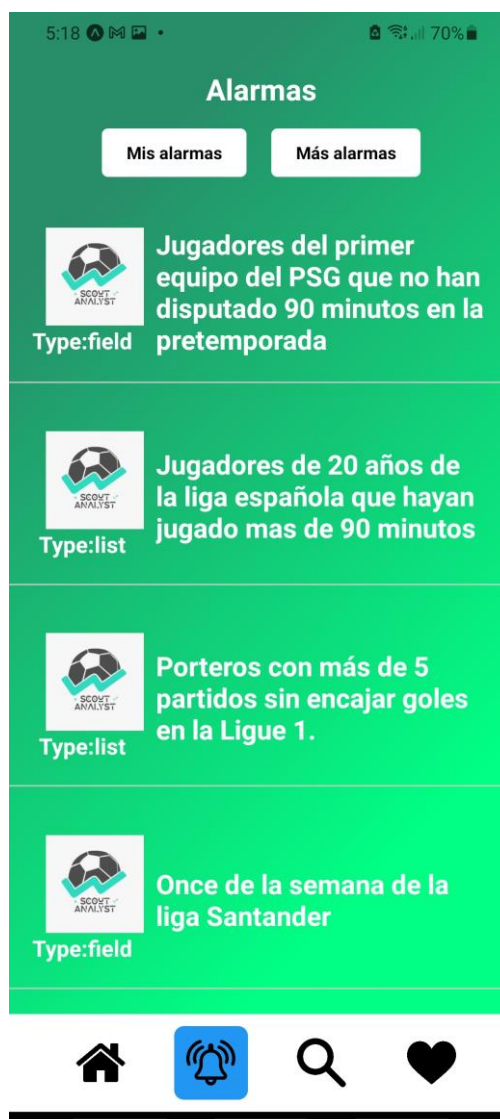 5:18
70%
Alarmas
Mis alarmas
Más alarmas
SCOUT
ANALYST
Type:field
Jugadores del primer
equipo del PSG que no han
disputado 90 minutos en la
pretemporada
SCOUT
ANALYST
Type:list
Jugadores de 20 años de
la liga española que hayan
jugado mas de 90 minutos
SCOUT
ANALYST
Type:list
Porteros con más de 5
partidos sin encajar goles
en la Ligue 1.
SCOUT
ANALYST
Type:field
Once de la semana de la
liga Santander